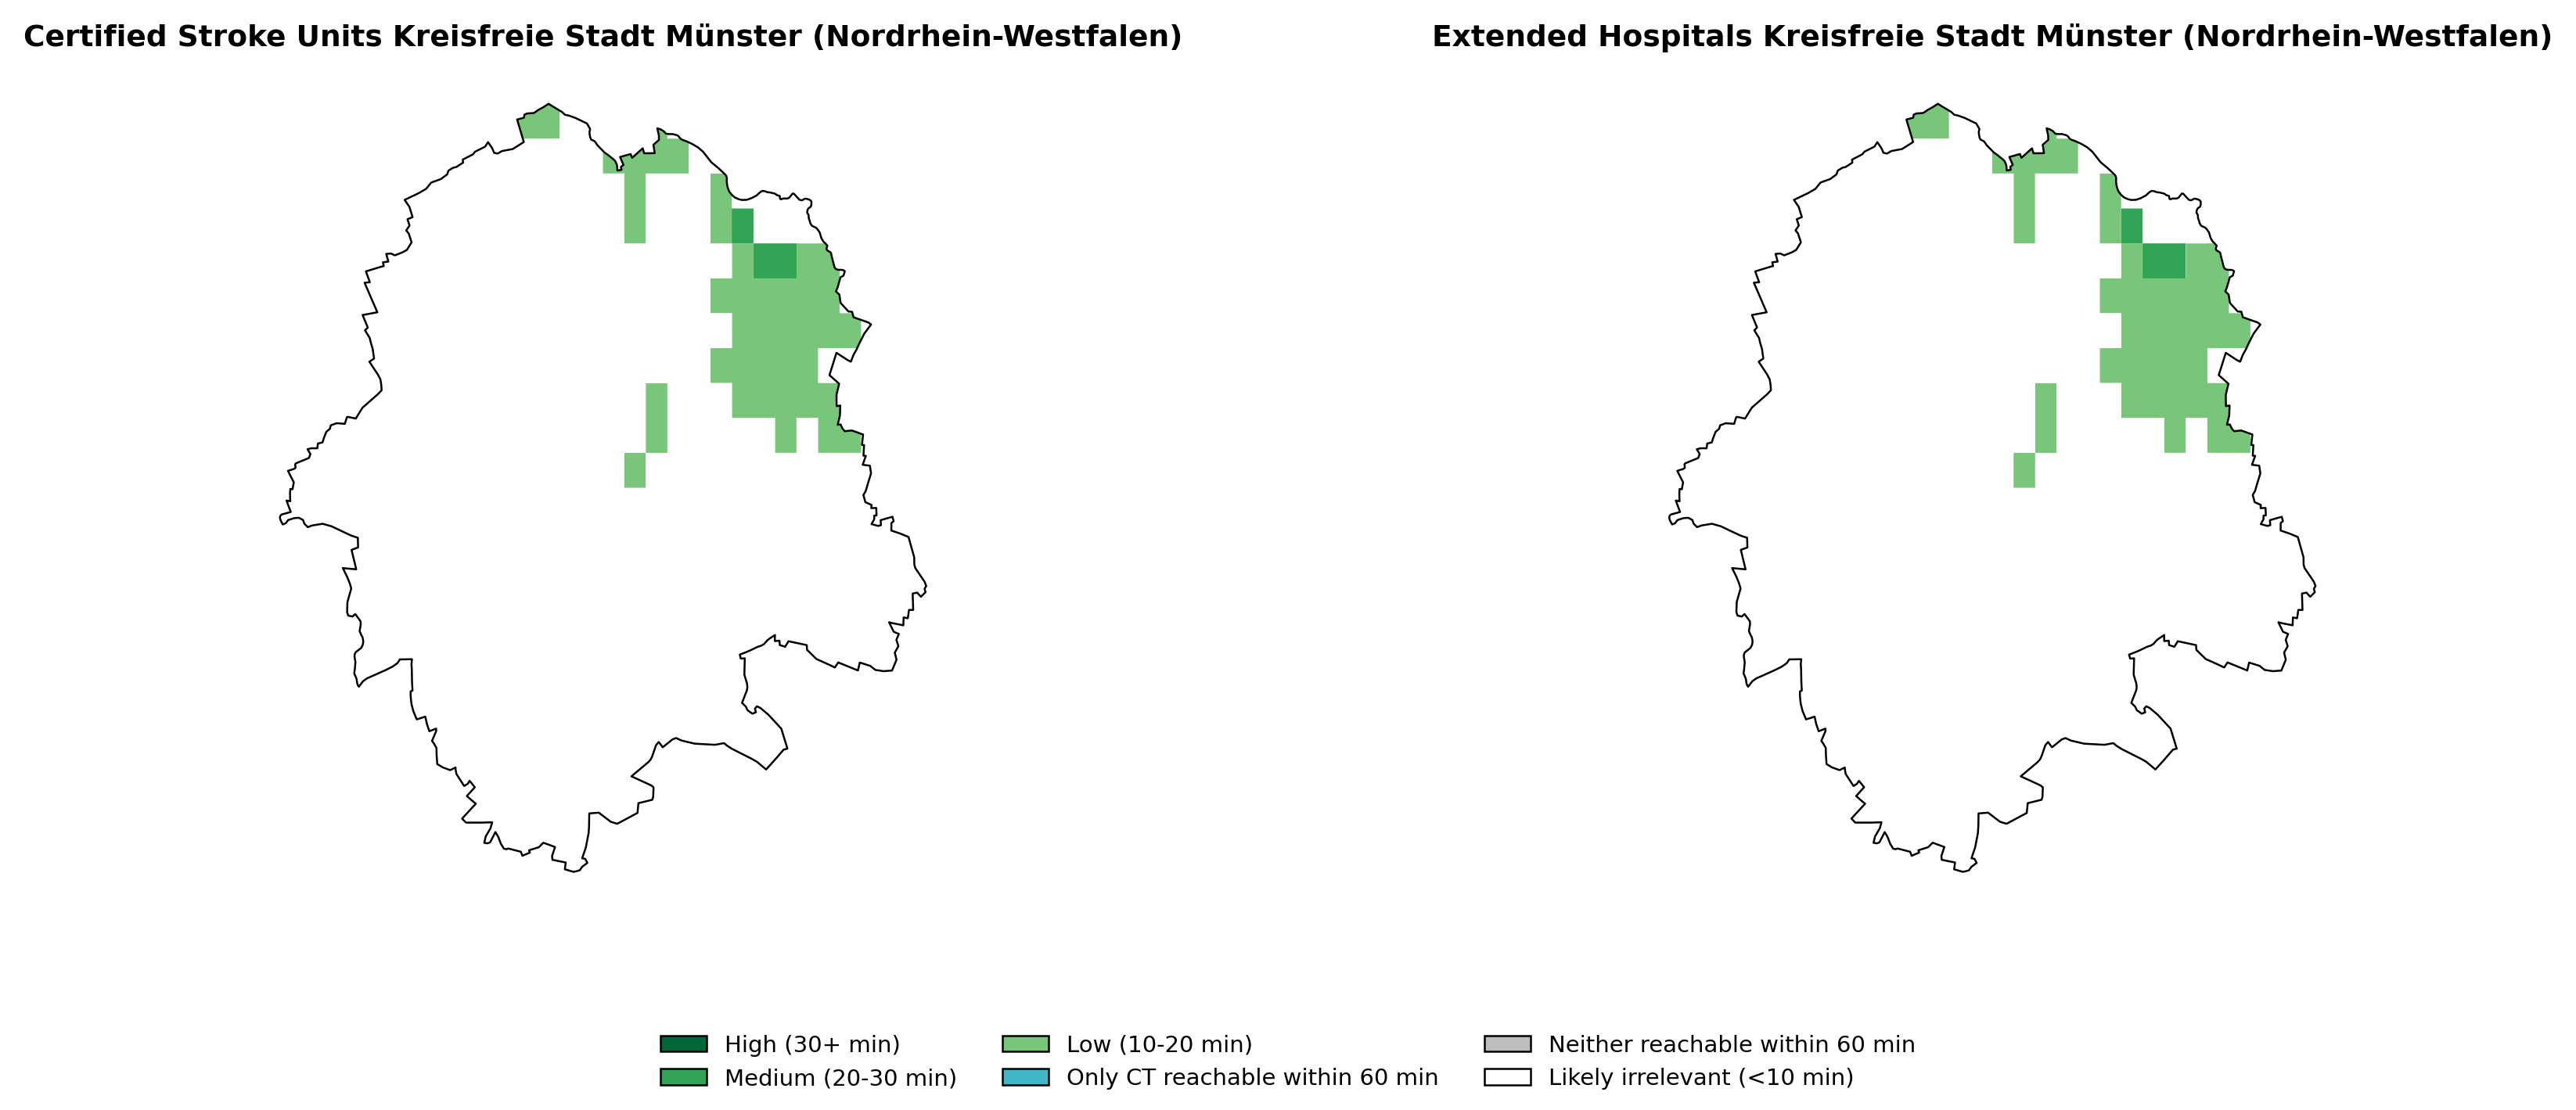 Certified Stroke Units Kreisfreie Stadt Münster (Nordrhein-Westfalen)
Extended Hospitals Kreisfreie Stadt Münster (Nordrhein-Westfalen)
High (30+ min)
Medium (20-30 min)
Low (10-20 min)
Only CT reachable within 60 min
Neither reachable within 60 min
Likely irrelevant (<10 min)